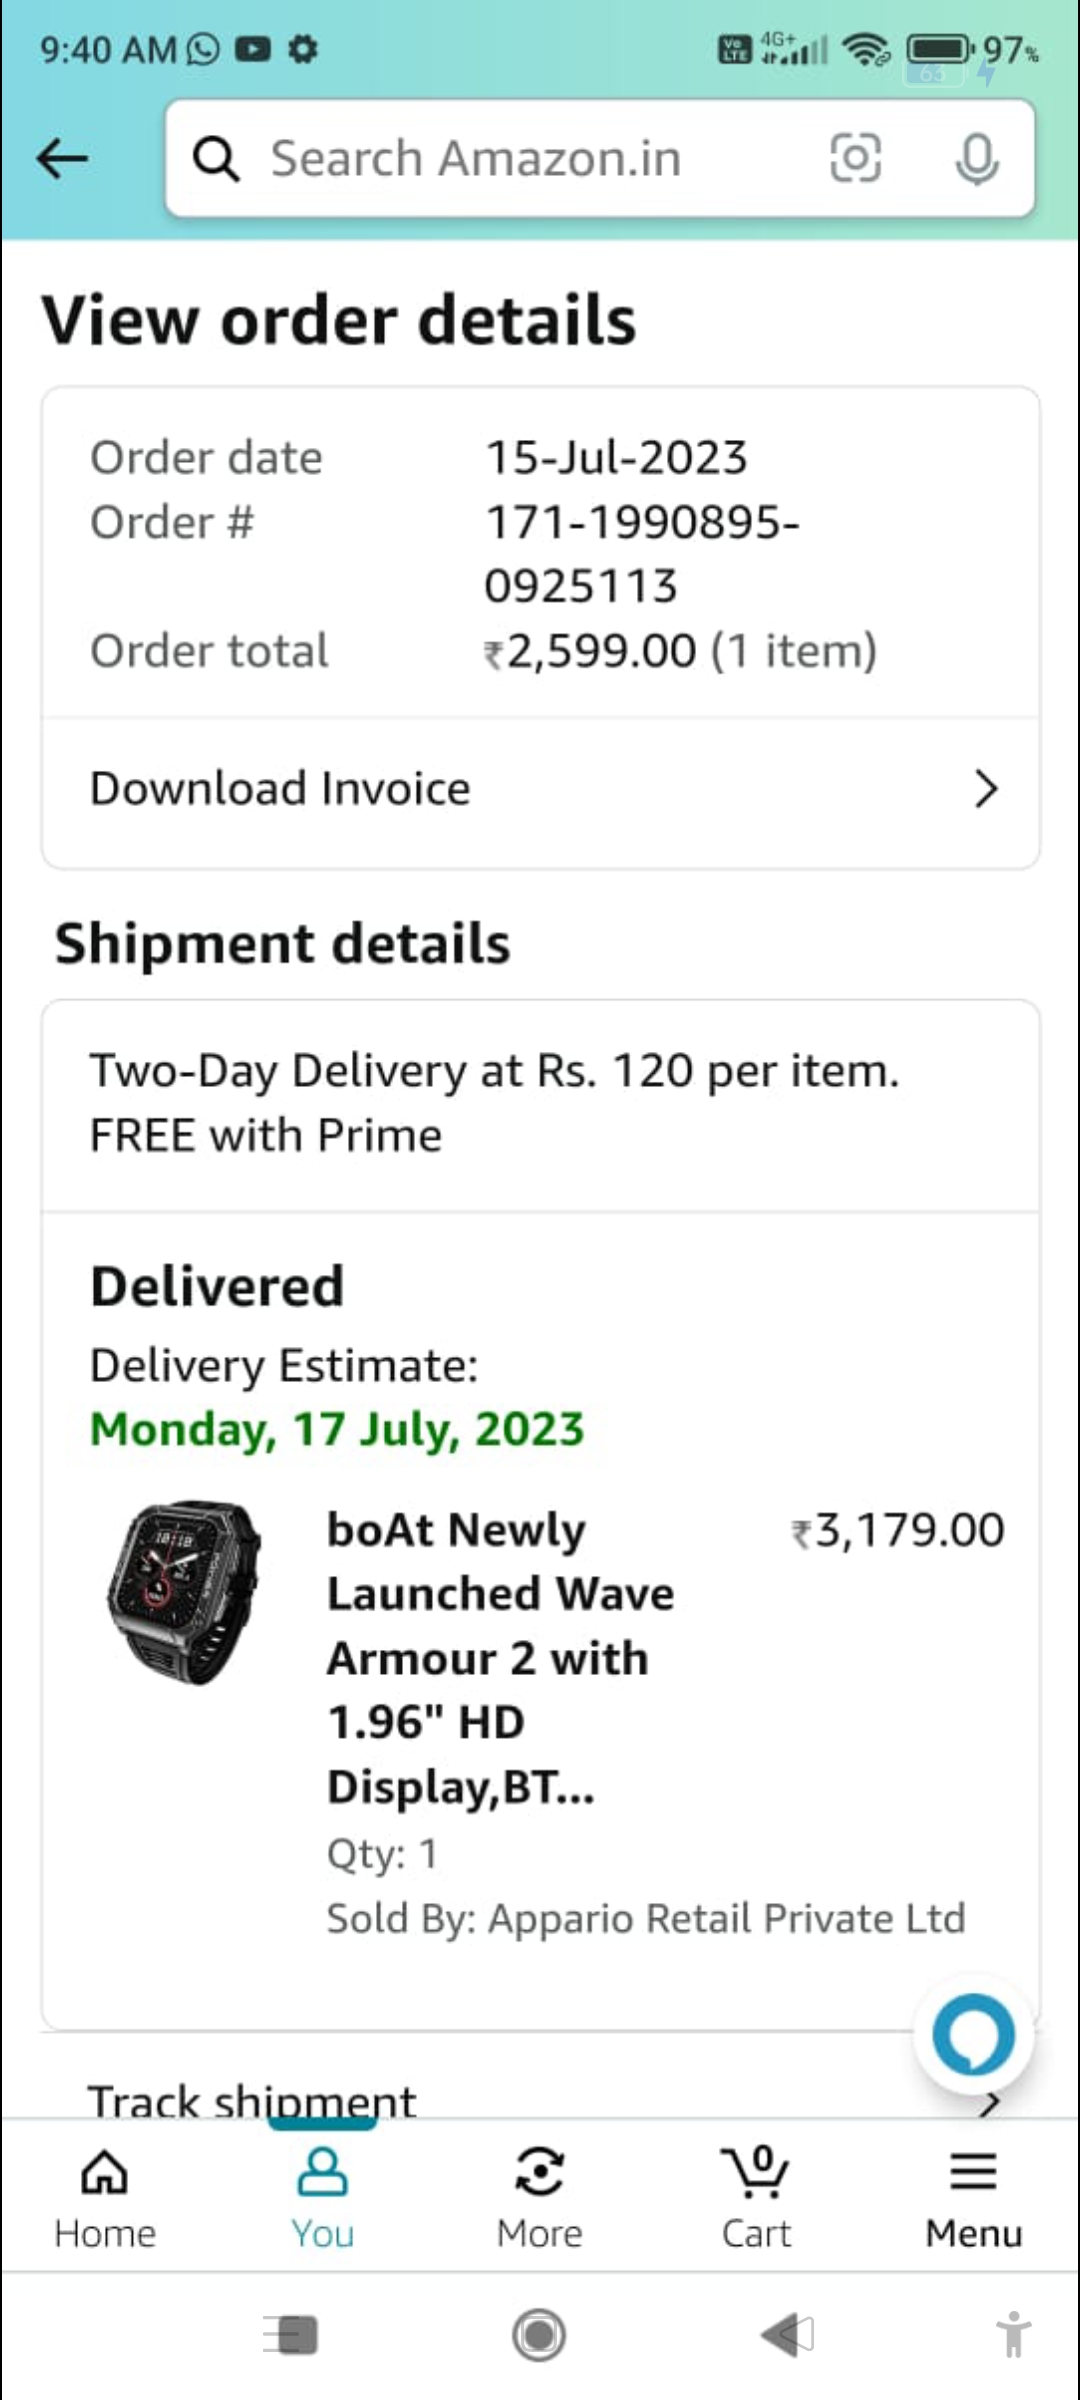 9:40 AM
Vo LTE 4G+ 97%
63
Search Amazon.in
View order details
Order date 15-Jul-2023
Order # 171-1990895-
0925113
Order total ₹2,599.00 (1 item)
Download Invoice
Shipment details
Two-Day Delivery at Rs. 120 per item.
FREE with Prime
Delivered
Delivery Estimate:
Monday, 17 July, 2023
boAt Newly ₹3,179.00
Launched Wave
Armour 2 with
1.96" HD
Display,BT...
Qty: 1
Sold By: Appario Retail Private Ltd
Track shipment
0
Home You More Cart Menu